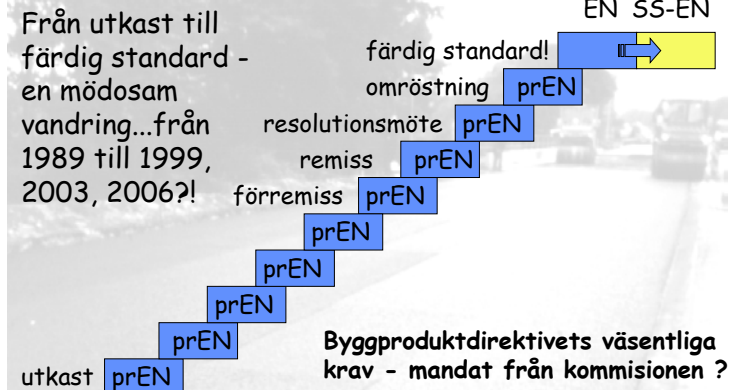 Från utkast till
färdig standard -
en mödosam
vandring...från
1989 till 1999,
2003, 2006?!
EN SS-EN
färdig standard!
omröstning prEN
resolutionsmöte prEN
remiss prEN
förremiss prEN
prEN
prEN
prEN
prEN
utkast prEN
Byggproduktdirektivets väsentliga
krav - mandat från kommisionen ?